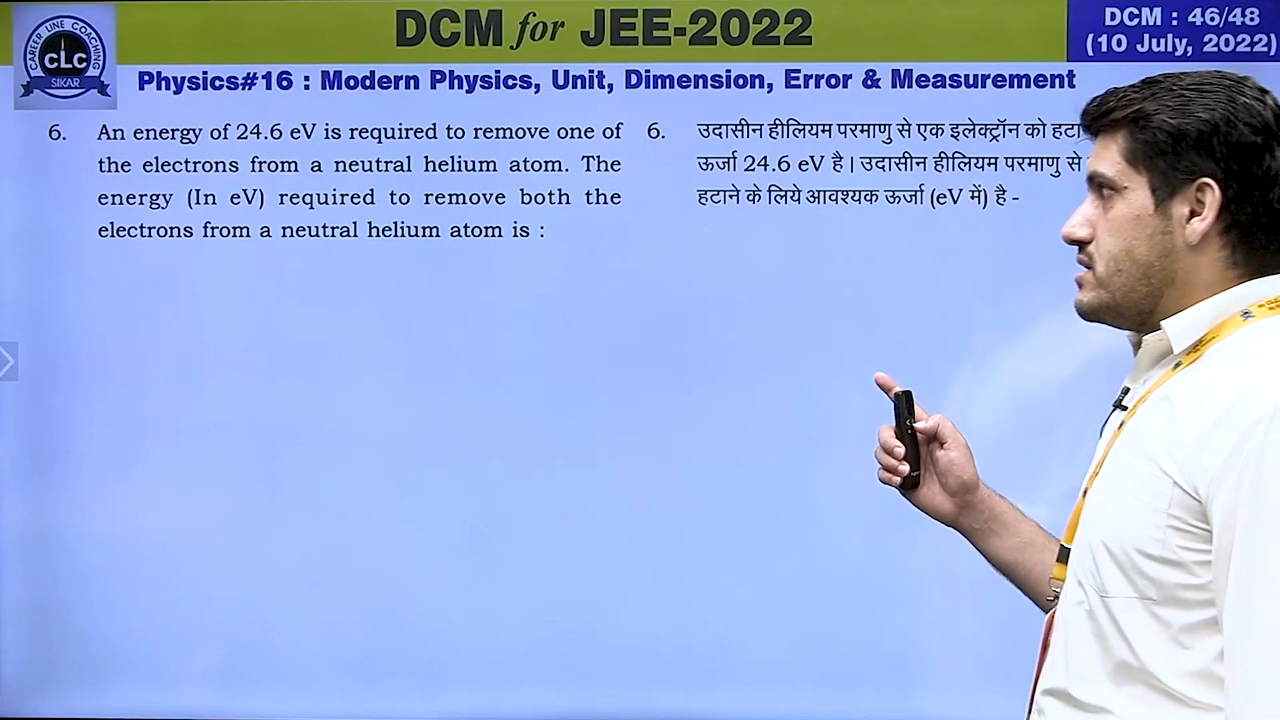 DCM for JEE-2022
DCM : 46/48
(10 July, 2022)
CAREER LINE COACHING
CLC
SIKAR
Physics#16 : Modern Physics, Unit, Dimension, Error & Measurement
6. An energy of 24.6 eV is required to remove one of
the electrons from a neutral helium atom. The
energy (In eV) required to remove both the
electrons from a neutral helium atom is :
6. उदासीन हीलियम परमाणु से एक इलेक्ट्रॉन को हटा
ऊर्जा 24.6 eV है। उदासीन हीलियम परमाणु से
हटाने के लिये आवश्यक ऊर्जा (eV में) है -